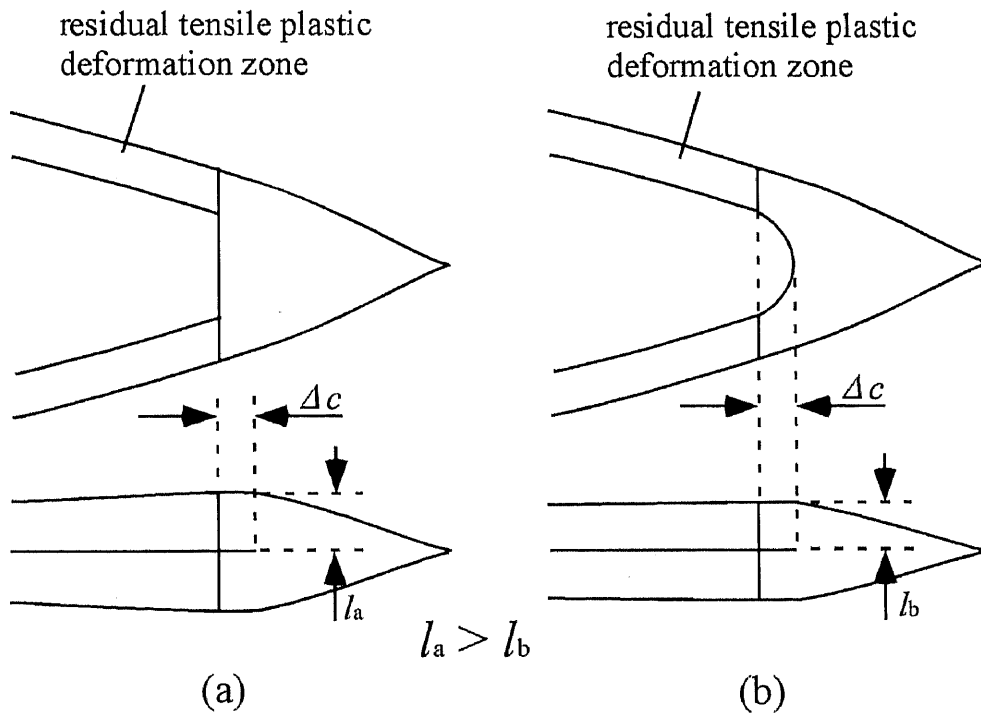 residual tensile plastic
deformation zone
residual tensile plastic
deformation zone
Δc
Δc
la
lb
la > lb
(a)
(b)